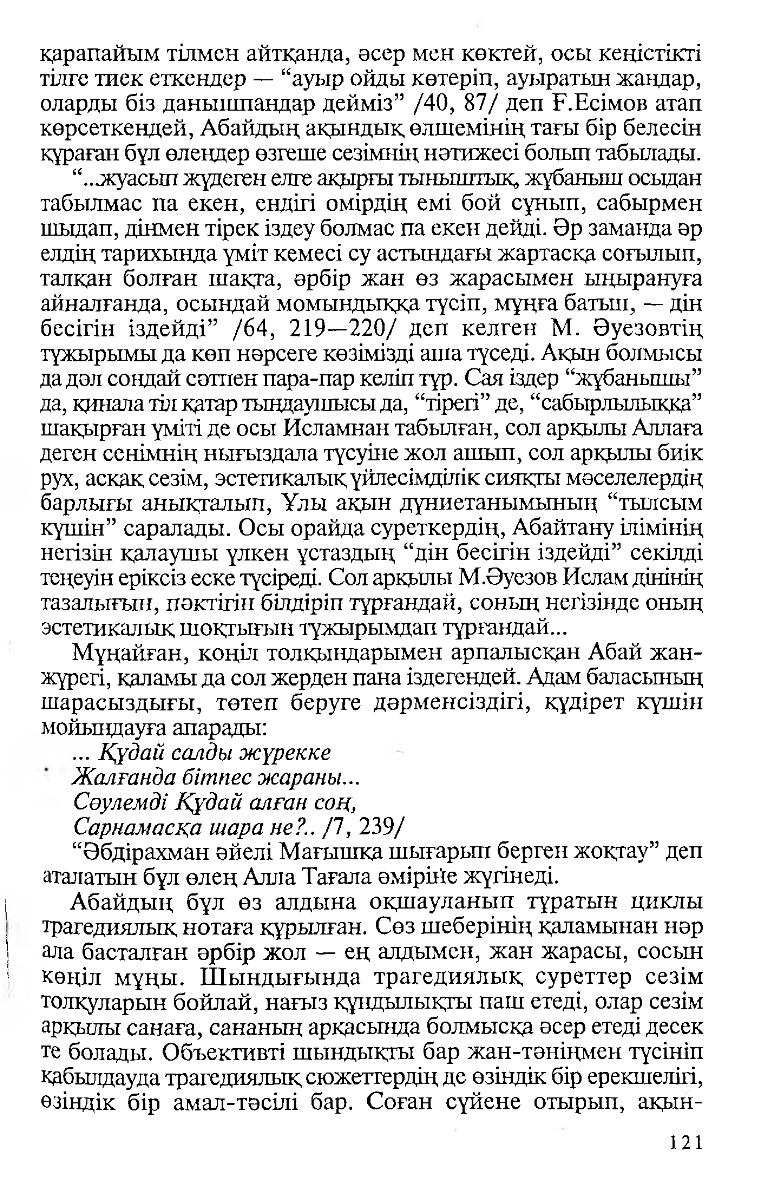 қарапайым тілмен айтқанда, әсер мен көктей, осы кеңістікті
тілге тиек еткендер — “ауыр ойды көтеріп, ауыратын жандар,
оларды біз данышпандар дейміз” /40, 87/ деп Ғ.Есімов атап
көрсеткендей, Абайдың ақындық өлшемінің тағы бір белесін
құраған бұл өлеңдер өзгеше сезімнің нәтижесі болып табылады.
“...жуасып жүдеген елге ақырғы тыныштық, жұбаныш осыдан
табылмас па екен, ендігі өмірдің емі бой сұнып, сабырмен
шыдап, дінмен тірек іздеу болмас па екен дейді. Әр заманда әр
елдің тарихында үміт кемесі су астындағы жартасқа соғылып,
талқан болған шақта, әрбір жан өз жарасымен ыңырануға
айналғанда, осындай момындыққа түсіп, мұңға батып, — дін
бесігін іздейді” /64, 219—220/ деп келген М. Әуезовтің
тұжырымы да көп нәрсеге көзімізді аша түседі. Ақын болмысы
да дәл сондай сәтпен пара-пар келіп тұр. Сая іздер “жұбанышы”
да, қинала тіл қатар тыңдаушысы да, “тірегі” де, “сабырлылыққа”
шақырған үміті де осы Исламнан табылған, сол арқылы Аллаға
деген сенімнің нығыздала түсуіне жол ашып, сол арқылы биік
рух, асқақ сезім, эстетикалық үйлесімділік сияқты мәселелердің
барлығы анықталып, Ұлы ақын дүниетанымының “тылсым
күшін” саралады. Осы орайда суреткердің, Абайтану ілімінің
негізін қалаушы үлкен ұстаздың “дін бесігін іздейді” секілді
теңеуін еріксіз еске түсіреді. Сол арқылы М.Әуезов Ислам дінінің
тазалығын, пәктігін білдіріп тұрғандай, соның негізінде оның
эстетикалық шоқтығын тұжырымдап тұрғандай...
Мұңайған, көңіл толқындарымен арпалысқан Абай жан-
жүрегі, қаламы да сол жерден пана іздегендей. Адам баласының
шарасыздығы, төтеп беруге дәрменсіздігі, құдірет күшін
мойындауға апарады:
... Құдай салды жүрекке
Жалғанда бітпес жараны...
Сәулемді Құдай алған соң,
Сарнамасқа шара не?.. /1, 239/
“Әбдірахман әйелі Мағышқа шығарып берген жоқтау” деп
аталатын бұл өлең Алла Тағала әміріне жүгінеді.
Абайдың бұл өз алдына оқшауланып тұратын циклы
трагедиялық нотаға құрылған. Сөз шеберінің қаламынан нәр
ала басталған әрбір жол — ең алдымен, жан жарасы, сосын
көңіл мұңы. Шындығында трагедиялық суреттер сезім
толқуларын бойлай, нағыз құндылықты паш етеді, олар сезім
арқылы санаға, сананың арқасында болмысқа әсер етеді десек
те болады. Объективті шындықты бар жан-тәніңмен түсініп
қабылдауда трагедиялық сюжеттердің де өзіндік бір ерекшелігі,
өзіндік бір амал-тәсілі бар. Соған сүйене отырып, ақын-
121